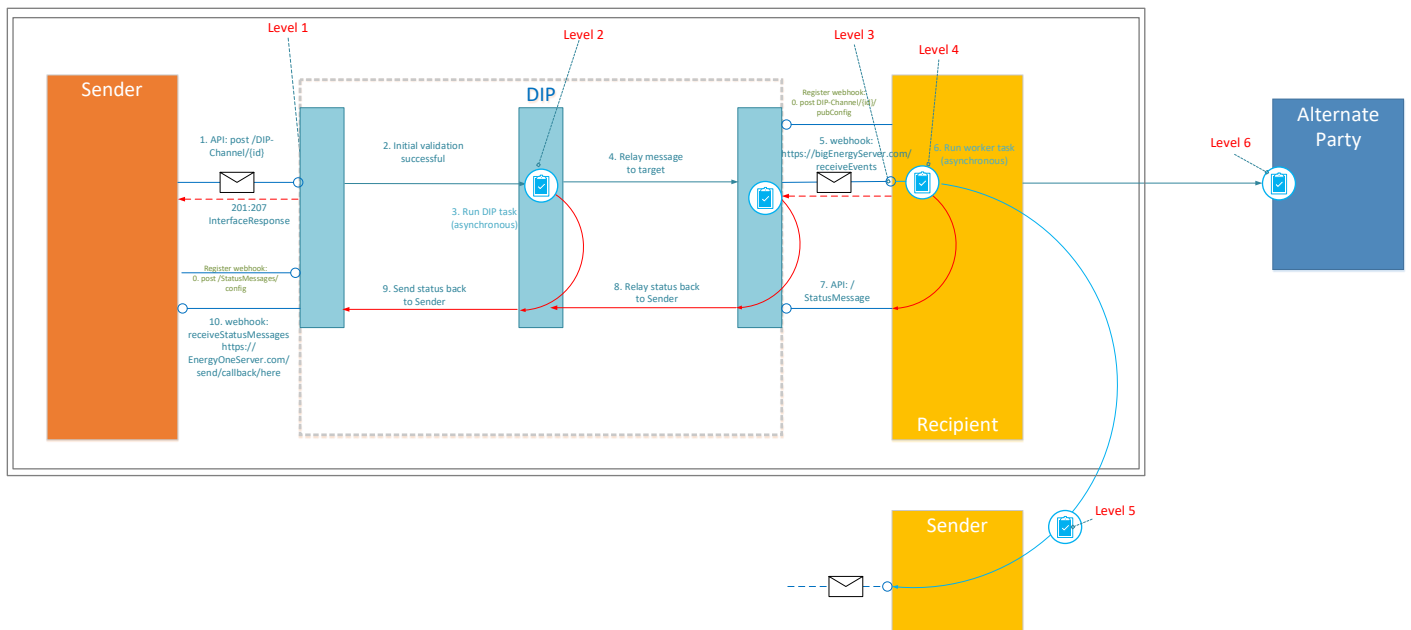 Level 1
Level 2
Level 3
Level 4
Sender
DIP
Register webhook:
0. post DIP-Channel/{id}/
pubConfig
Alternate
Party
1. API: post /DIP-
Channel/{id}
2. Initial validation
successful
4. Relay message
to target
5. webhook:
https://bigEnergyServer.com/
receiveEvents
6. Run worker task
(asynchronous)
Level 6
201:207
InterfaceResponse
3. Run DIP task
(asynchronous)
Register webhook:
0. post /StatusMessages/
config
9. Send status back
to Sender
8. Relay status back
to Sender
7. API: /
StatusMessage
10. webhook:
receiveStatusMessages
https://
EnergyOneServer.com/
send/callback/here
Recipient
Level 5
Sender